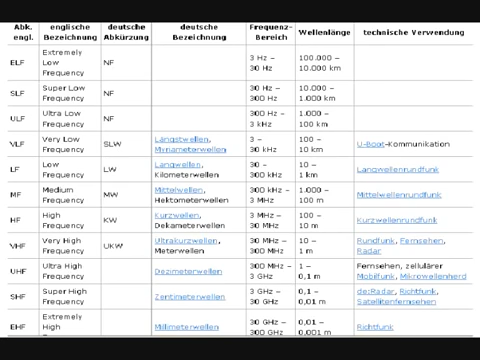 Abk. engl. | englische Bezeichnung | deutsche Abkürzung | deutsche Bezeichnung | Frequenz-Bereich | Wellenlänge | technische Verwendung
ELF | Extremely Low Frequency | NF | | 3 Hz – 30 Hz | 100.000 – 10.000 km |
SLF | Super Low Frequency | NF | | 30 Hz – 300 Hz | 10.000 – 1.000 km |
ULF | Ultra Low Frequency | NF | | 300 Hz – 3 kHz | 1.000 – 100 km |
VLF | Very Low Frequency | SLW | Längstwellen, Myriameterwellen | 3 – 30 kHz | 100 – 10 km | U-Boot-Kommunikation
LF | Low Frequency | LW | Langwellen, Kilometerwellen | 30 – 300 kHz | 10 – 1 km | Langwellenrundfunk
MF | Medium Frequency | MW | Mittelwellen, Hektometerwellen | 300 kHz – 3 MHz | 1.000 – 100 m | Mittelwellenrundfunk
HF | High Frequency | KW | Kurzwellen, Dekameterwellen | 3 MHz – 30 MHz | 100 – 10 m | Kurzwellenrundfunk
VHF | Very High Frequency | UKW | Ultrakurzwellen, Meterwellen | 30 MHz – 300 MHz | 10 – 1 m | Rundfunk, Fernsehen, Radar
UHF | Ultra High Frequency | | Dezimeterwellen | 300 MHz – 3 GHz | 1 – 0,1 m | Fernsehen, zellulärer Mobilfunk, Mikrowellenherd
SHF | Super High Frequency | | Zentimeterwellen | 3 GHz – 30 GHz | 0,1 – 0,01 m | de:Radar, Richtfunk, Satellitenfernsehen
EHF | Extremely High | | Millimeterwellen | 30 GHz – 300 GHz | 0,01 – 0,001 m | Richtfunk